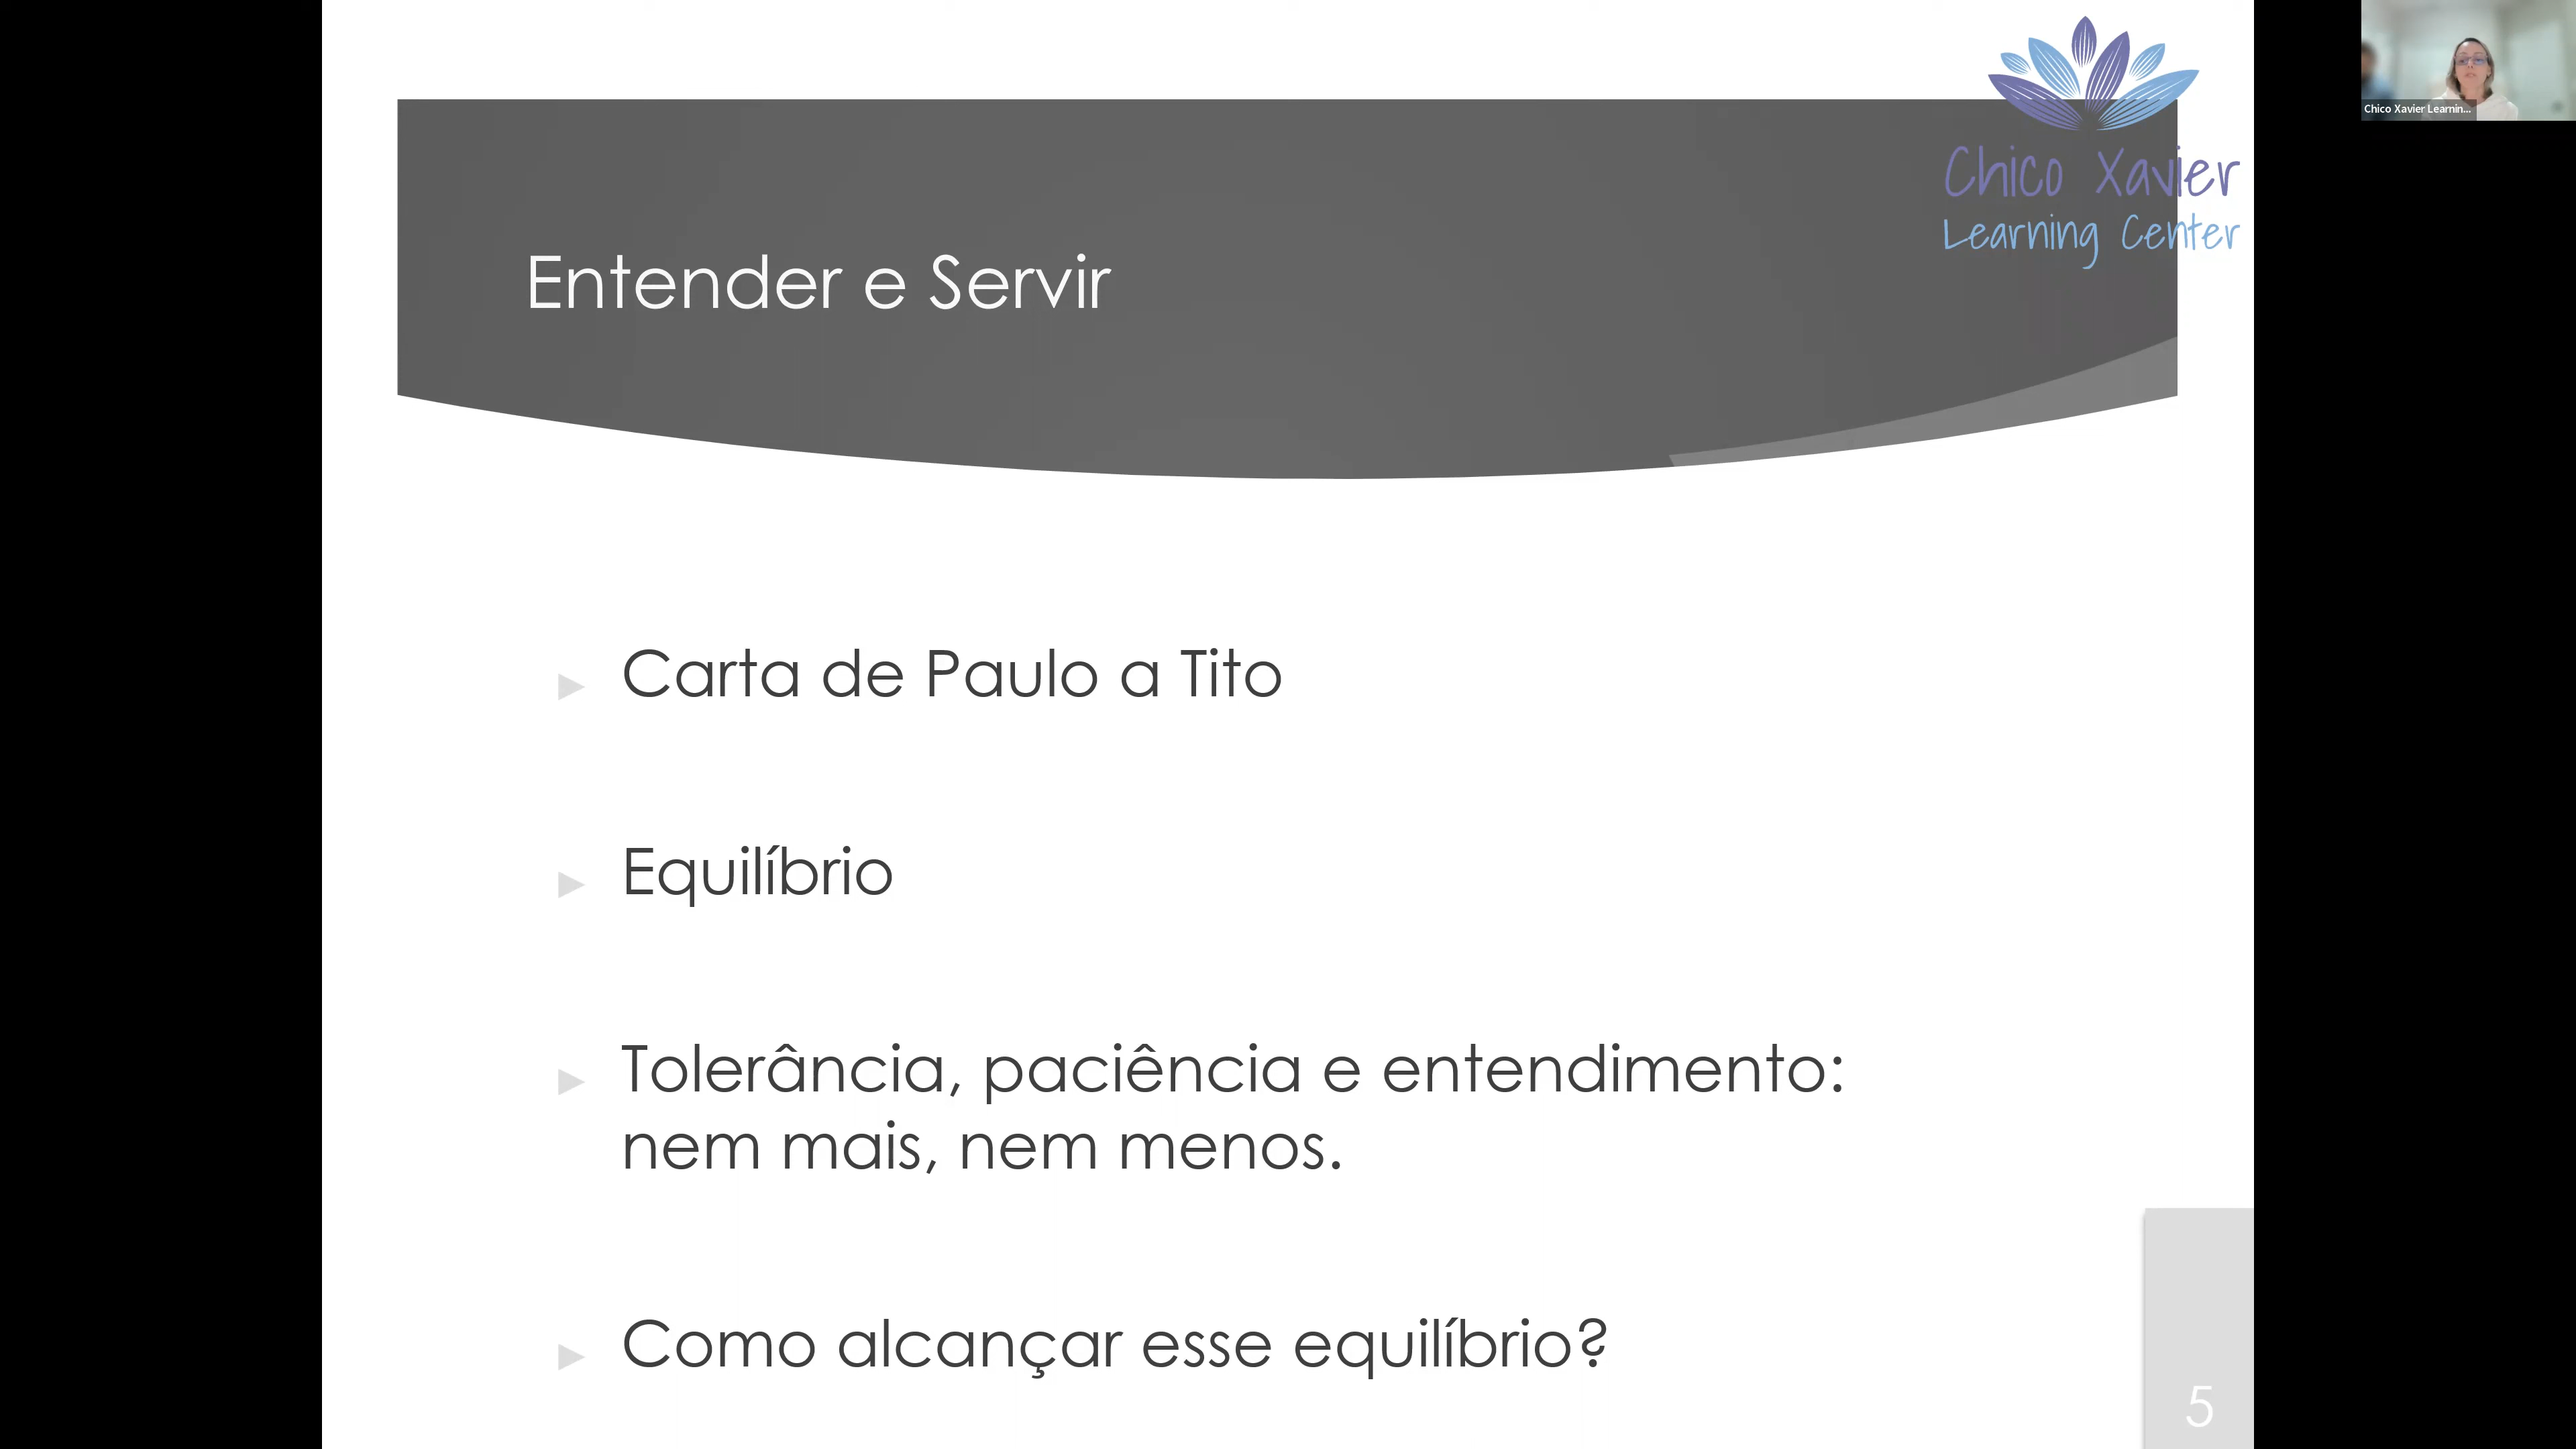 Chico Xavier
Learning Center
Chico Xavier Learnin...
Entender e Servir
Carta de Paulo a Tito
Equilíbrio
Tolerância, paciência e entendimento:
nem mais, nem menos.
Como alcançar esse equilíbrio?
5